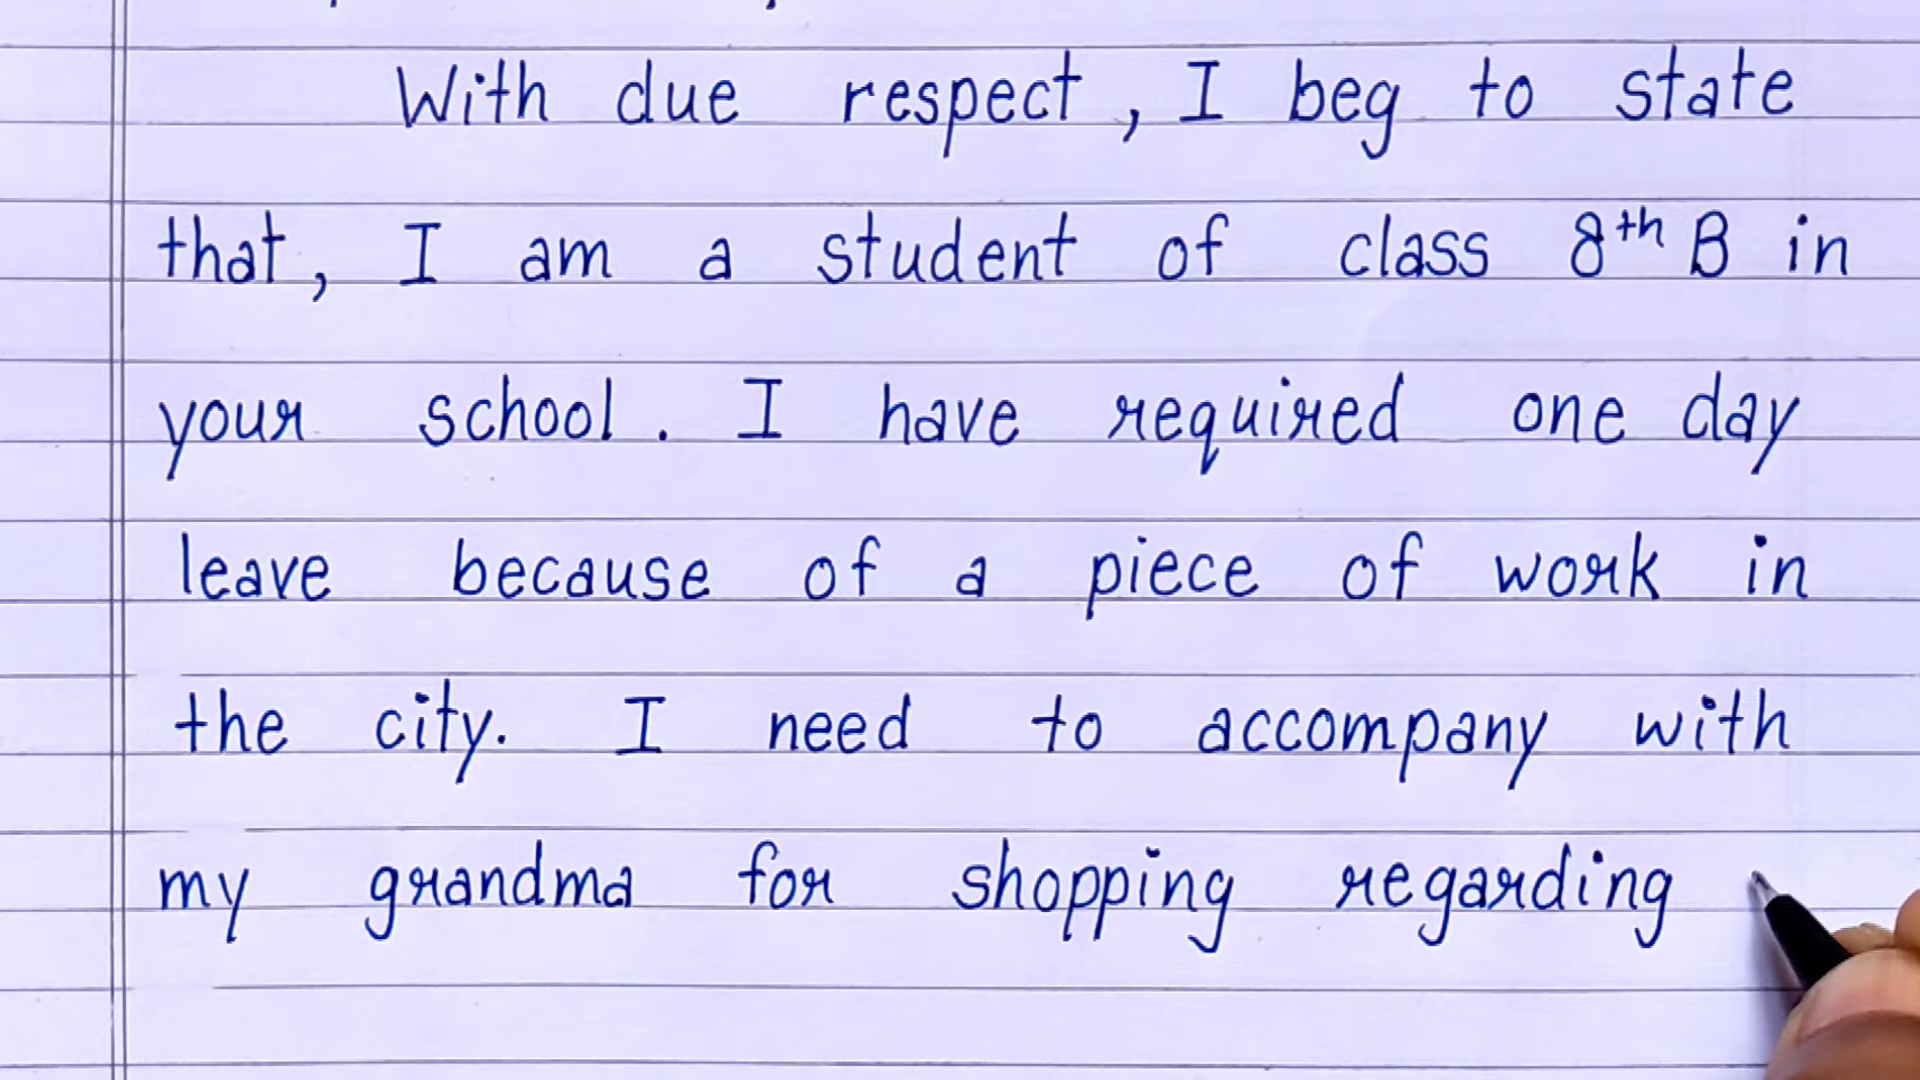 With due respect, I beg to state
that, I am a student of class 8th B in
your school. I have required one day
leave because of a piece of work in
the city. I need to accompany with
my grandma for shopping regarding